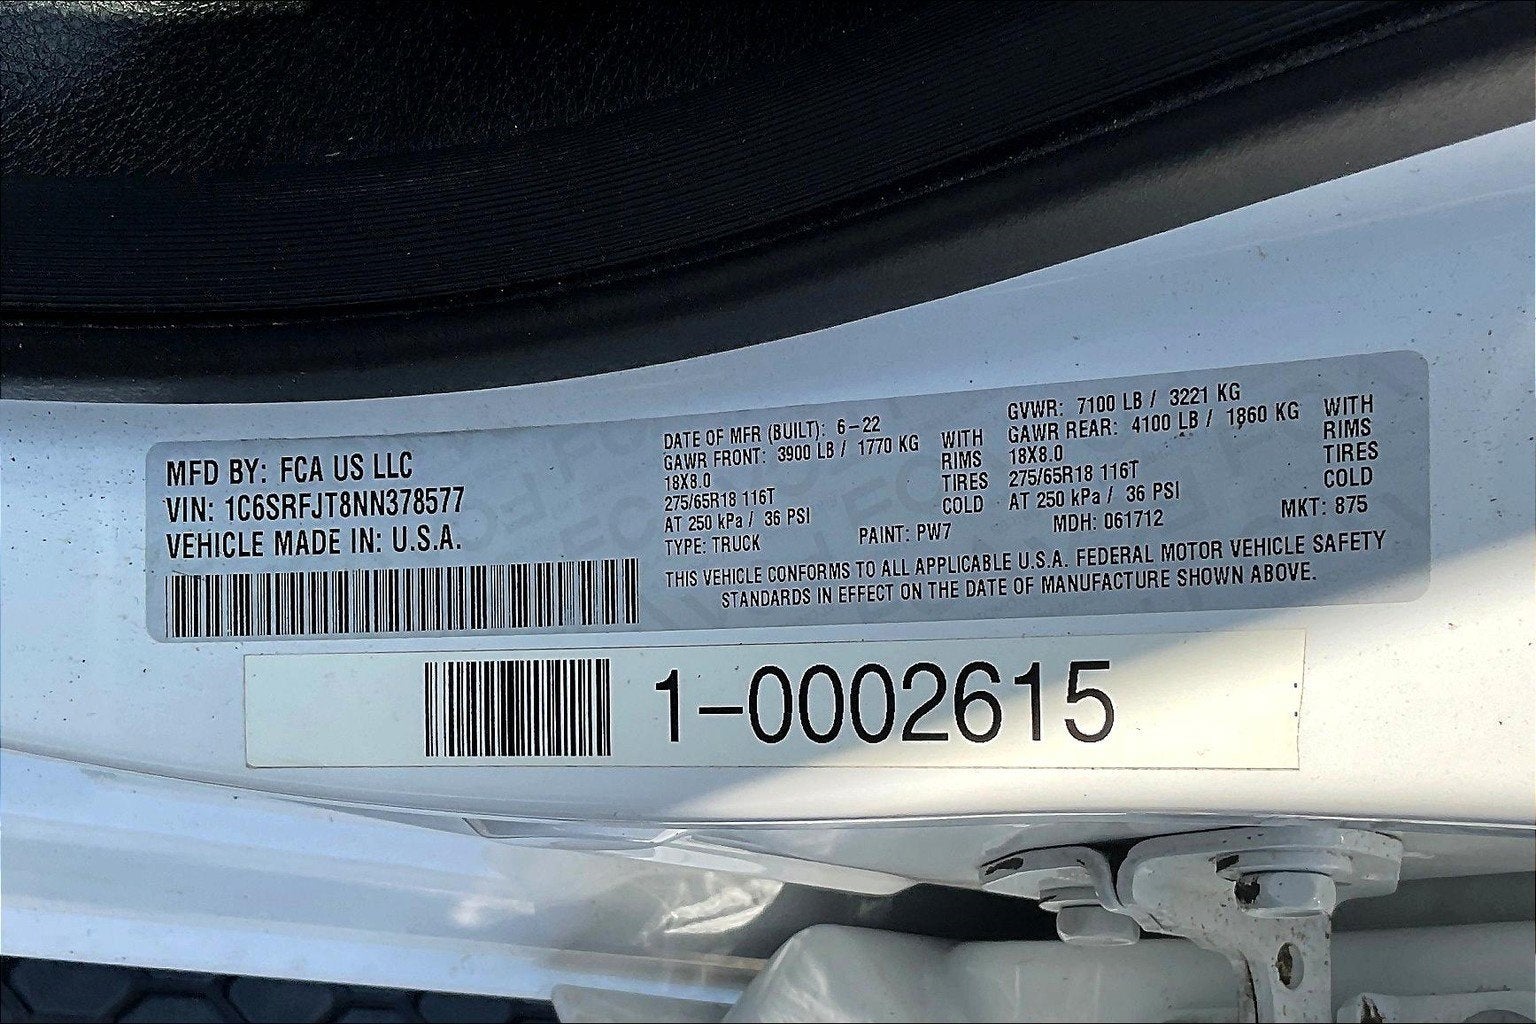 MFD BY: FCA US LLC
VIN: 1C6SRFJT8NN378577
VEHICLE MADE IN: U.S.A.
DATE OF MFR (BUILT): 6-22
GAWR FRONT: 3900 LB / 1770 KG WITH
18X8.0 RIMS
275/65R18 116T TIRES
AT 250 kPa / 36 PSI COLD
TYPE: TRUCK PAINT: PW7
GVWR: 7100 LB / 3221 KG
GAWR REAR: 4100 LB / 1860 KG WITH
18X8.0 RIMS
275/65R18 116T TIRES
AT 250 kPa / 36 PSI COLD
MDH: 061712 MKT: 875
THIS VEHICLE CONFORMS TO ALL APPLICABLE U.S.A. FEDERAL MOTOR VEHICLE SAFETY
STANDARDS IN EFFECT ON THE DATE OF MANUFACTURE SHOWN ABOVE.
1-0002615